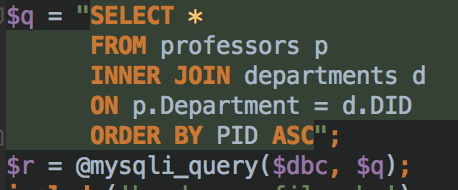 $q = "SELECT *
FROM professors p
INNER JOIN departments d
ON p.Department = d.DID
ORDER BY PID ASC";
$r = @mysqli_query($dbc, $q);